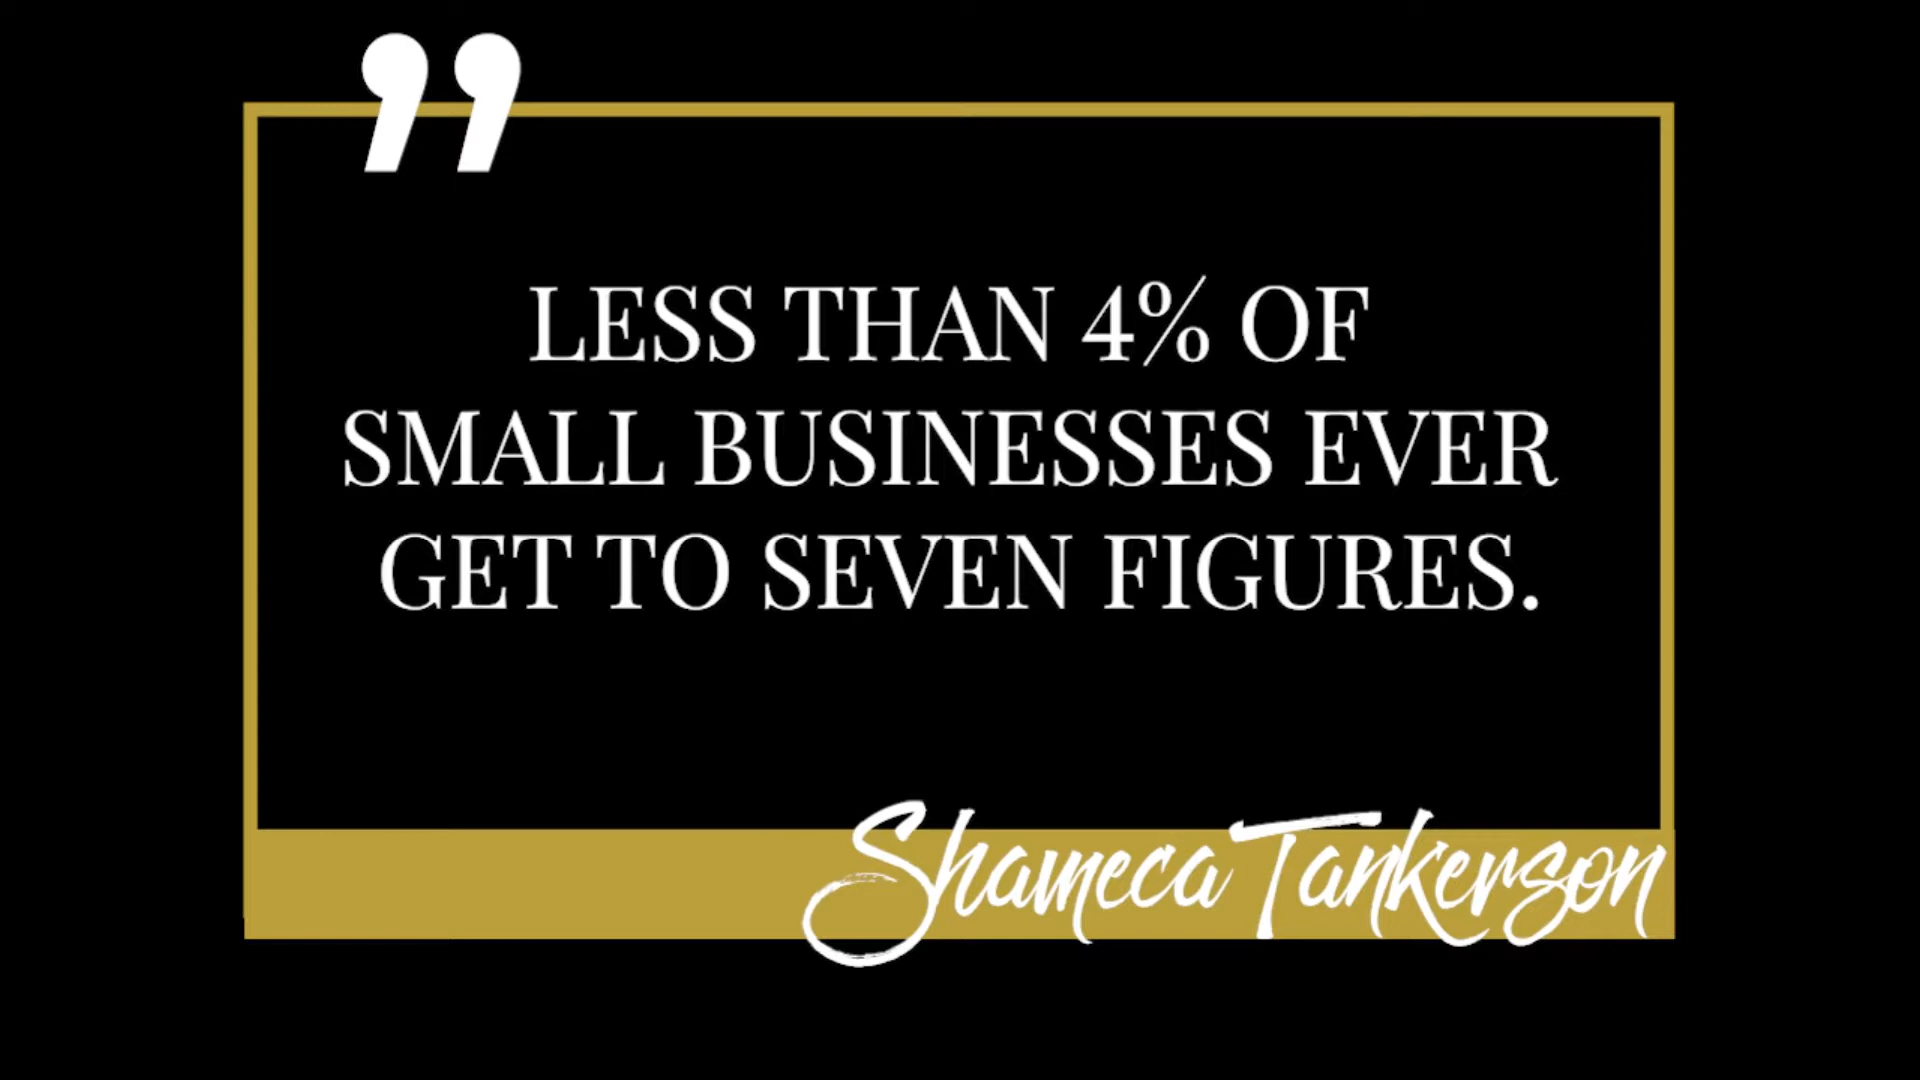 ”
LESS THAN 4% OF
SMALL BUSINESSES EVER
GET TO SEVEN FIGURES.
Shameca Tankerson